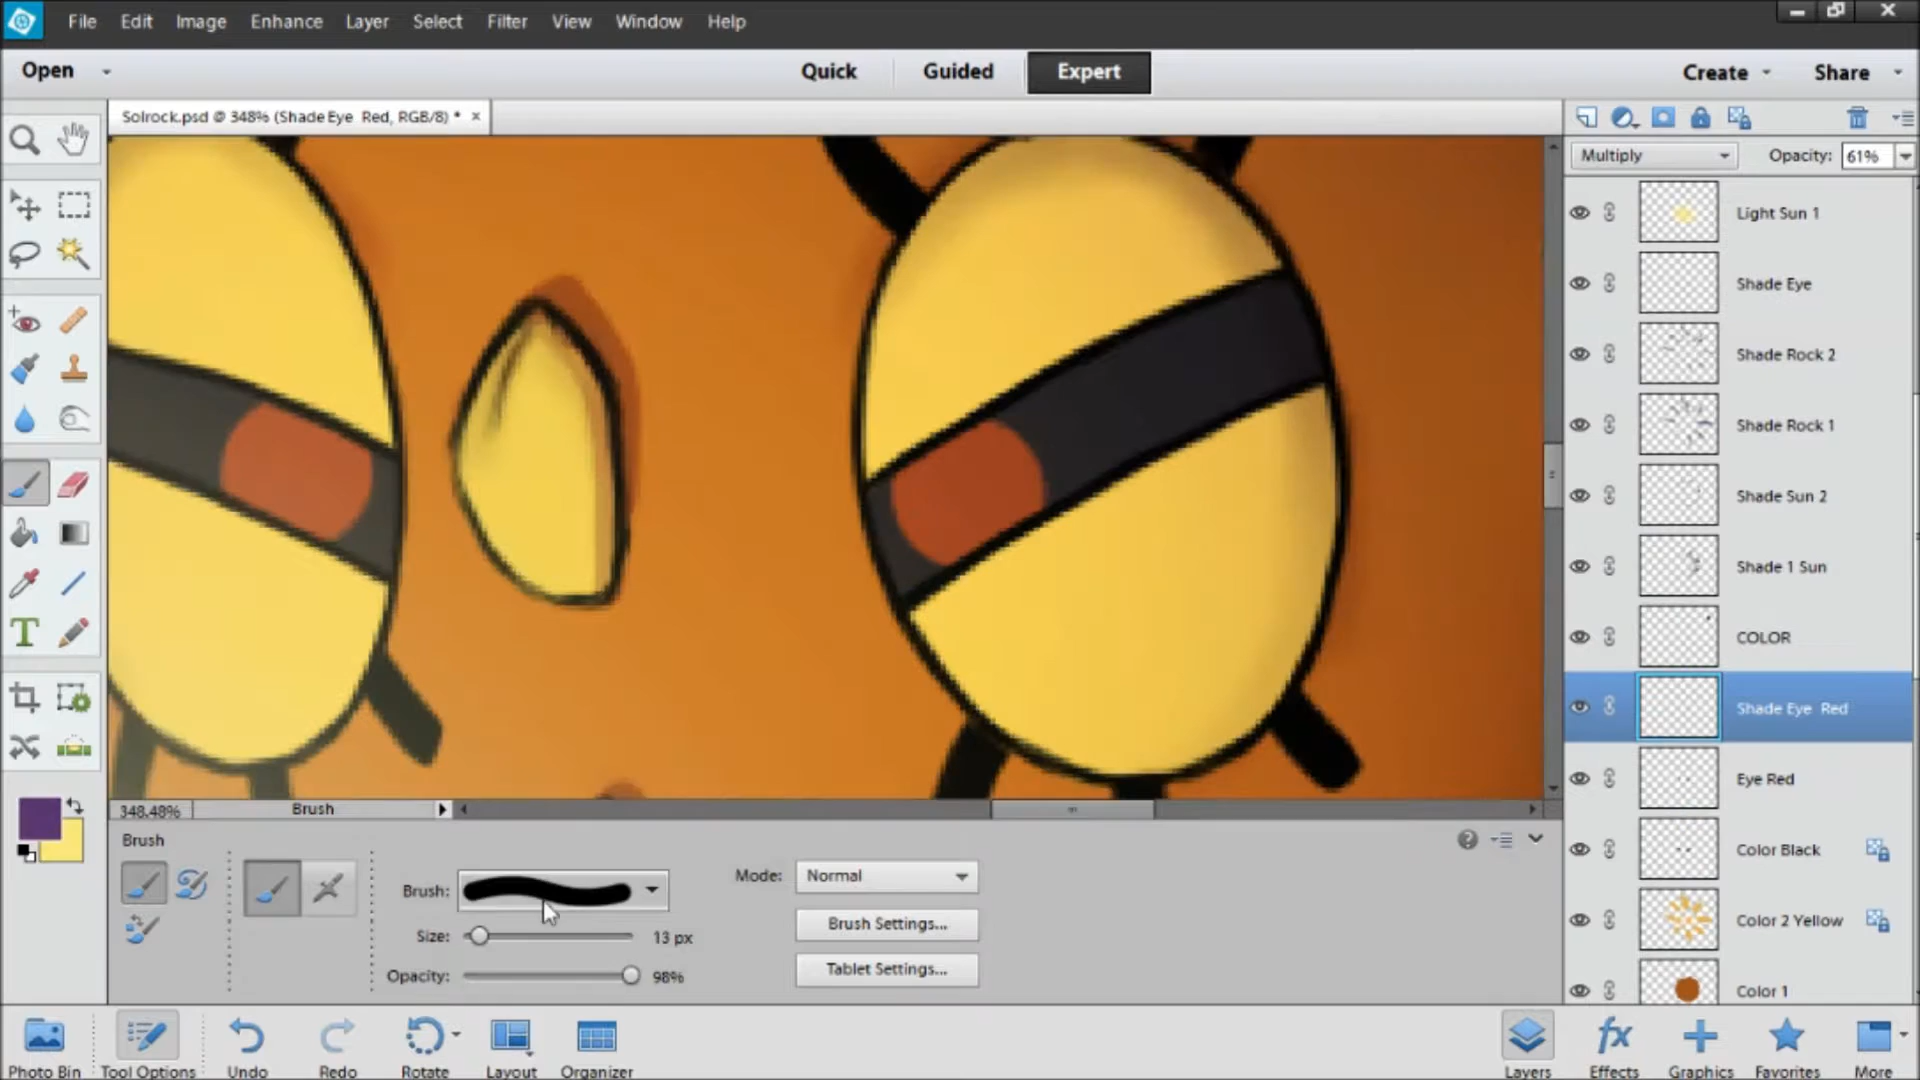 File Edit Image Enhance Layer Select Filter View Window Help
Open Quick Guided Expert Create Share
Solrock.psd @ 348% (Shade Eye  Red, RGB/8) * ×
Multiply Opacity: 61%
Light Sun 1
Shade Eye
Shade Rock 2
Shade Rock 1
Shade Sun 2
Shade 1 Sun
COLOR
Shade Eye  Red
Eye Red
Color Black
Color 2 Yellow
Color 1
348.48% Brush
Brush
Brush:
Size: 13 px
Opacity: 98%
Mode: Normal
Brush Settings...
Tablet Settings...
Photo Bin Tool Options Undo Redo Rotate Layout Organizer Layers Effects Graphics Favorites More